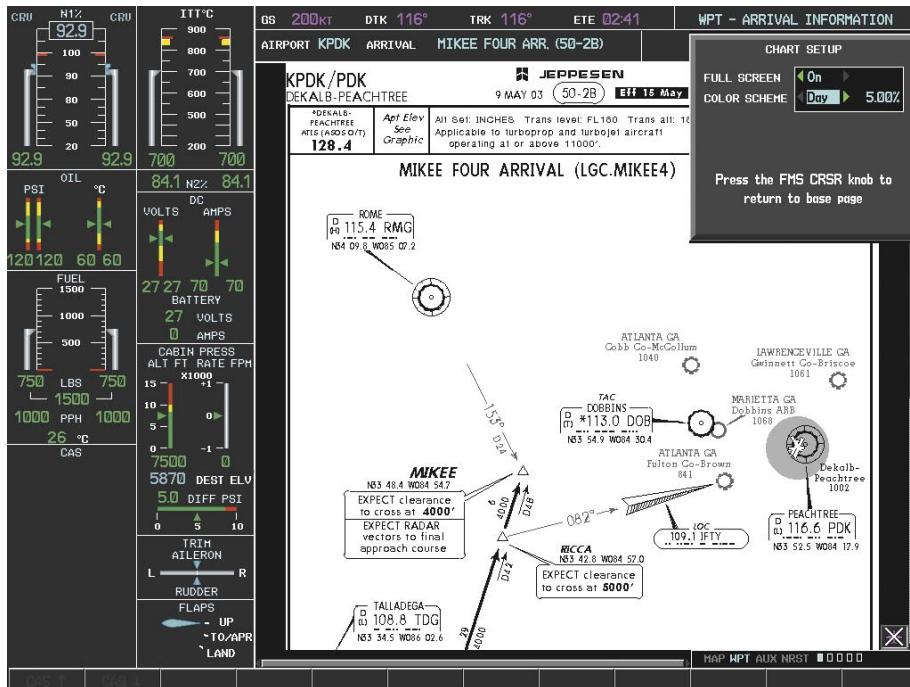 GS 200KT DTK 116° TRK 116° ETE 02:41 WPT – ARRIVAL INFORMATION
AIRPORT KPDK ARRIVAL MIKEE FOUR ARR. (50-2B)
CRU N1% CRU
92.9
100
90
80
50
20
92.9 92.9
ITT°C
900
800
700
600
500
200
700 700
84.1 N2% 84.1
OIL
PSI °C
120 120 60 60
DC
VOLTS AMPS
27 27 70 70
BATTERY
27 VOLTS
0 AMPS
FUEL
1500
1000
500
750 LBS 750
1500
1000 PPH 1000
26 °C
CAS
CABIN PRESS
ALT FT RATE FPM
X1000
15 +1
10
0
5
0 -1
7500 0
5870 DEST ELV
5.0 DIFF PSI
0 5 10
TRIM
AILERON
L R
RUDDER
FLAPS
UP
TO/APR
LAND
KPDK/PDK
DEKALB-PEACHTREE
JEPPESEN
9 MAY 03 50-2B Eff 15 May
*DEKALB-
PEACHTREE
ATIS (ASOS O/T)
128.4
Apt Elev
See
Graphic
Alt Set: INCHES Trans level: FL180 Trans alt: 18
Applicable to turboprop and turbojet aircraft
operating at or above 11000'.
MIKEE FOUR ARRIVAL (LGC.MIKEE4)
ROME
D
(H) 115.4 RMG
N34 09.8 W085 07.2
153°
D24
ATLANTA GA
Cobb Co-McCollum
1040
LAWRENCEVILLE GA
Gwinnett Co-Briscoe
1061
TAC
DOBBINS
D
(L) *113.0 DOB
N33 54.9 W084 30.4
MARIETTA GA
Dobbins ARB
1068
ATLANTA GA
Fulton Co-Brown
841
Dekalb-
Peachtree
1002
PEACHTREE
D
(L) 116.6 PDK
N33 52.5 W084 17.9
MIKEE
N33 48.4 W084 54.7
EXPECT clearance
to cross at 4000'
EXPECT RADAR
vectors to final
approach course
6
4000
D48
082°
LOC
109.1 IFTY
RICCA
N33 42.8 W084 57.0
EXPECT clearance
to cross at 5000'
D42
29
4000
TALLADEGA
D
(L) 108.8 TDG
N33 34.5 W086 02.6
CHART SETUP
FULL SCREEN On
COLOR SCHEME Day 5.00%
Press the FMS CRSR knob to
return to base page
MAP WPT AUX NRST
CAS ↑ CAS ↓